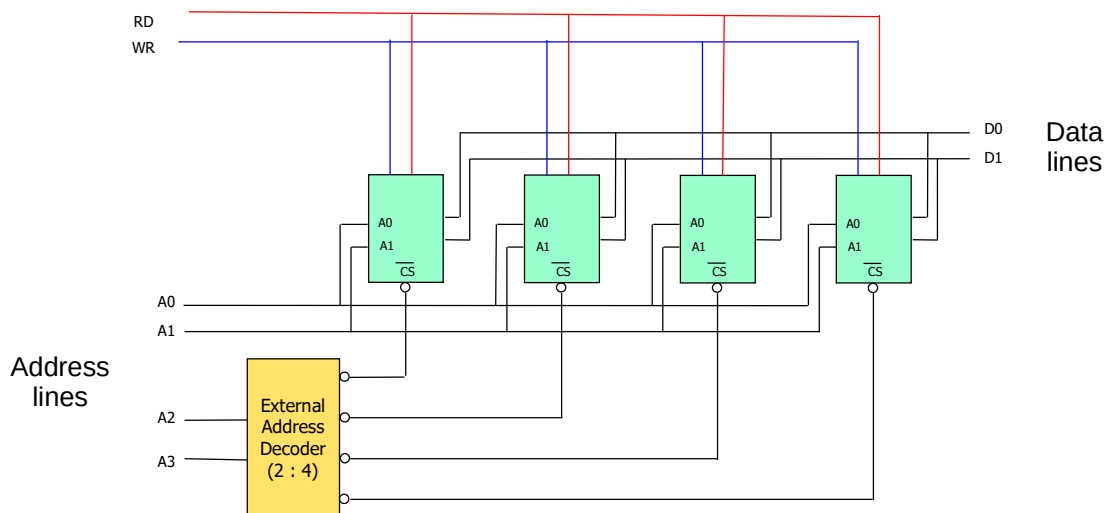 RD
WR
D0
D1
Data
lines
A0
A1
CS
A0
A1
CS
A0
A1
CS
A0
A1
CS
A0
A1
Address
lines
A2
A3
External
Address
Decoder
(2 : 4)